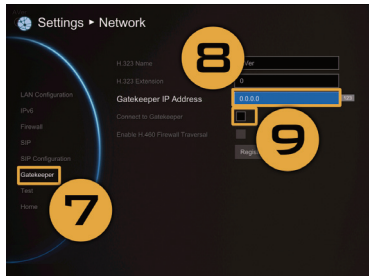 Settings ▸ Network
8
H.323 Name
H.323 Extension
0
LAN Configuration
Gatekeeper IP Address
0.0.0.0
123
IPv6
Connect to Gatekeeper
Firewall
Enable H.460 Firewall Traversal
9
SIP
SIP Configuration
Gatekeeper
Test
Home
7